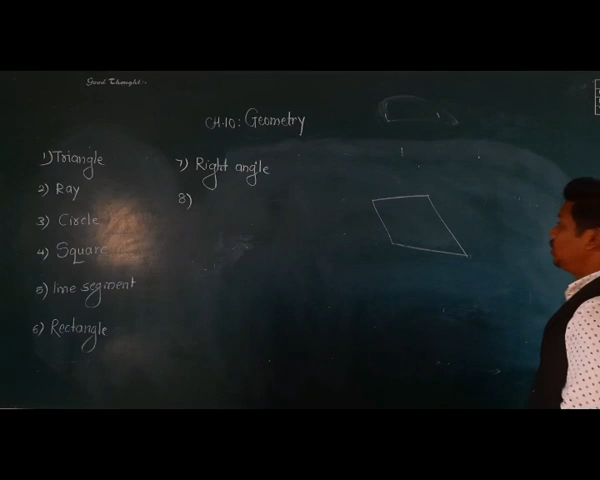 Good Thought:-
CH.10: Geometry
1) Triangle
2) Ray
3) Circle
4) Square
5) line segment
6) Rectangle
7) Right angle
8)